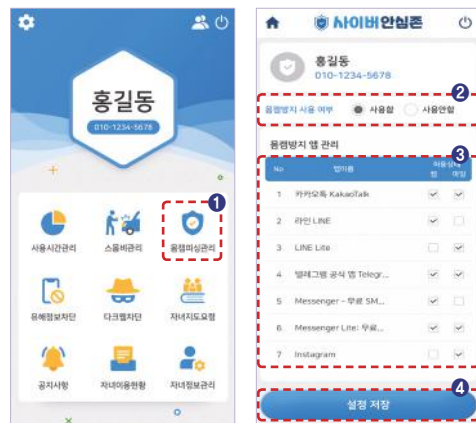 홍길동
010-1234-5678
1
사용시간관리
스몸비관리
몸캠피싱관리
유해정보차단
다크웹차단
자녀지도요령
공지사항
자녀이용현황
자녀정보관리
사이버안심존
홍길동
010-1234-5678
2
몸캠방지 사용 여부 사용함 사용안함
몸캠방지 앱 관리
3
No 앱이름 허용상태
1 카카오톡 KakaoTalk
2 라인 LINE
3 LINE Lite
4 텔레그램 공식 앱 Telegr...
5 Messenger - 무료 SM...
6 Messenger Lite: 무료...
7 Instagram
4
설정 저장